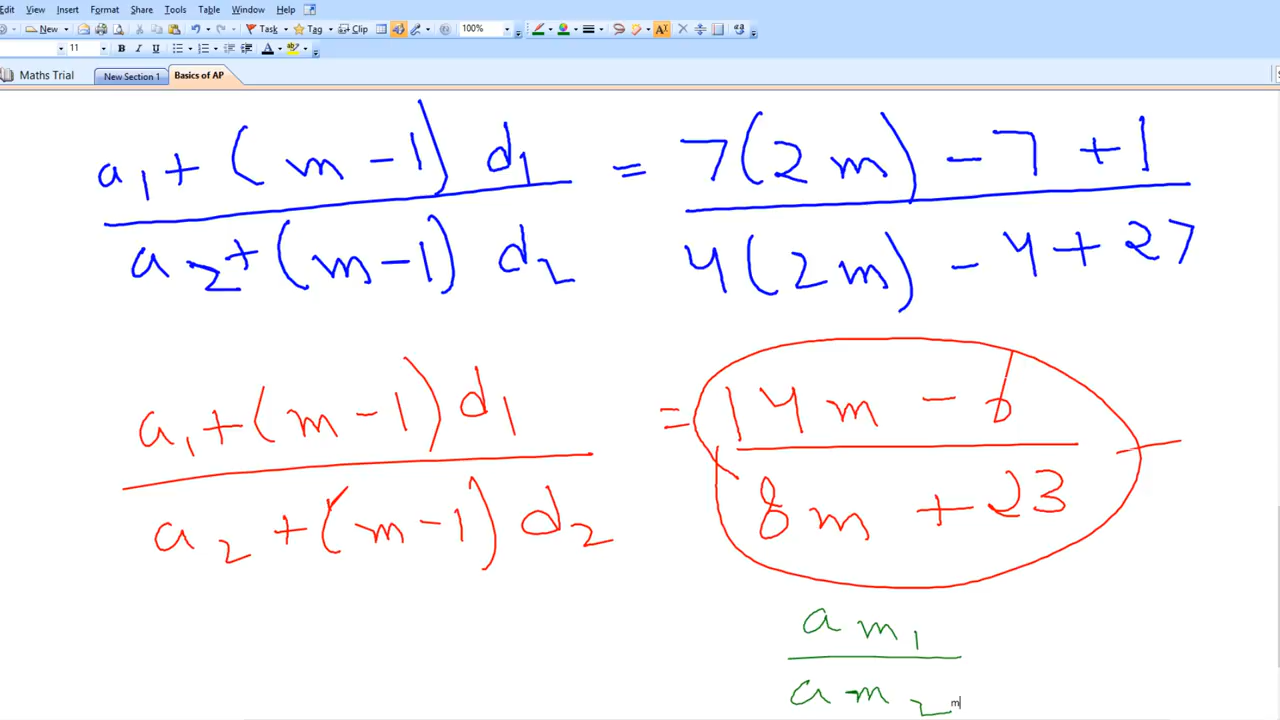 Edit View Insert Format Share Tools Table Window Help
New Task Tag Clip 100%
11 B I U A ab
Maths Trial New Section 1 Basics of AP
a1 + (m - 1) d1 = 7(2m) - 7 + 1
a2 + (m - 1) d2 4(2m) - 4 + 27
a1 + (m - 1) d1 = 14m - 6
a2 + (m - 1) d2 8m + 23
am1
am2 m